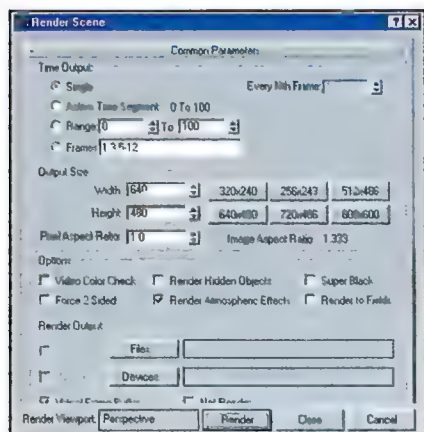 Render Scene
Common Parameters
Time Output:
Single Every Nth Frame:
Active Time Segment: 0 To 100
Range: 0 To 100
Frames 1,3,5-12
Output Size
Width: 640 320x240 256x243 512x486
Height: 480 640x480 720x486 800x600
Pixel Aspect Ratio: 1.0 Image Aspect Ratio: 1.333
Options:
Video Color Check Render Hidden Objects Super Black
Force 2-Sided Render Atmospheric Effects Render to Fields
Render Output:
Files...
Devices...
Virtual Frame Buffer Net Render
Render Viewport: Perspective Render Close Cancel